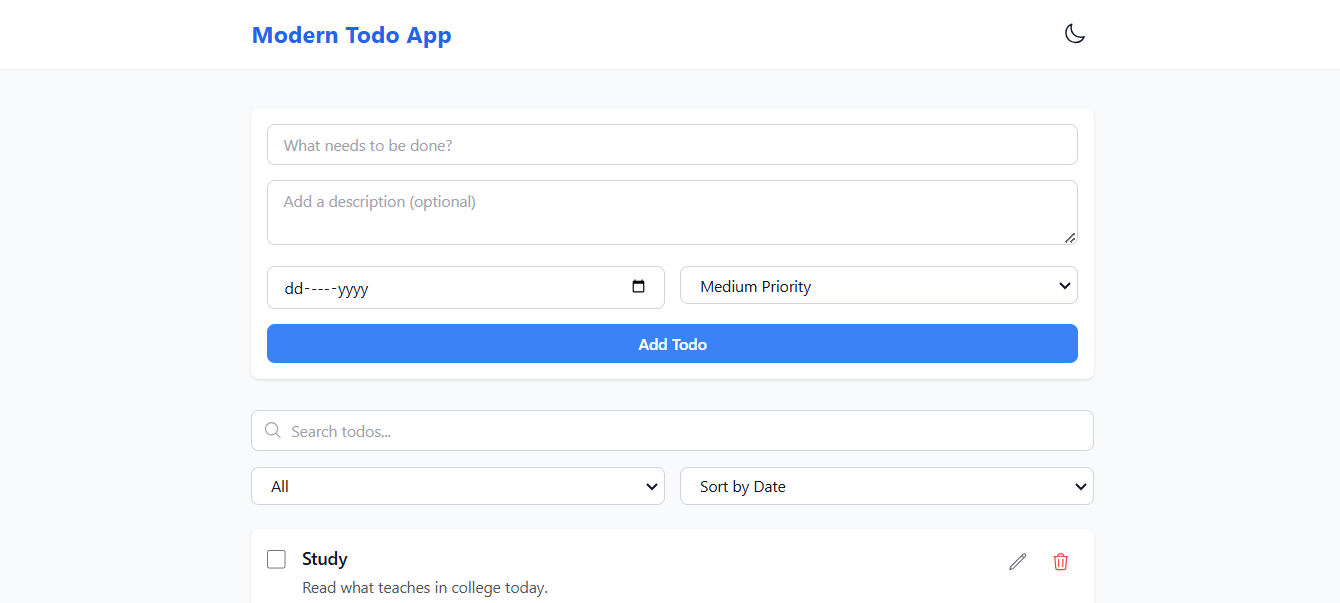 Modern Todo App
What needs to be done?
Add a description (optional)
dd-----yyyy
Medium Priority
Add Todo
Search todos...
All
Sort by Date
Study
Read what teaches in college today.